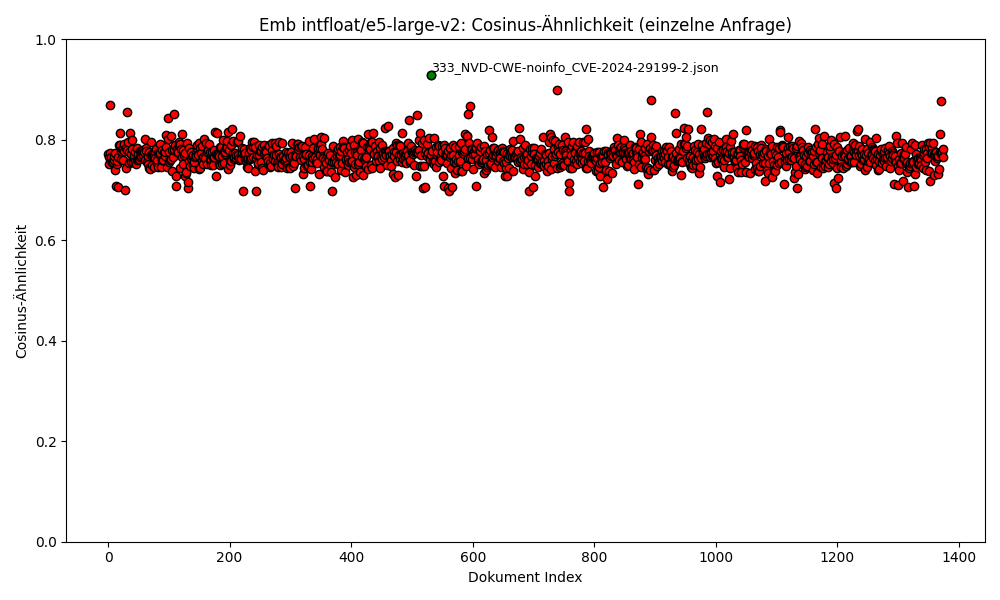 Emb intfloat/e5-large-v2: Cosinus-Ähnlichkeit (einzelne Anfrage)
1.0
333_NVD-CWE-noinfo_CVE-2024-29199-2.json
0.8
0.6
Cosinus-Ähnlichkeit
0.4
0.2
0.0
0 200 400 600 800 1000 1200 1400
Dokument Index